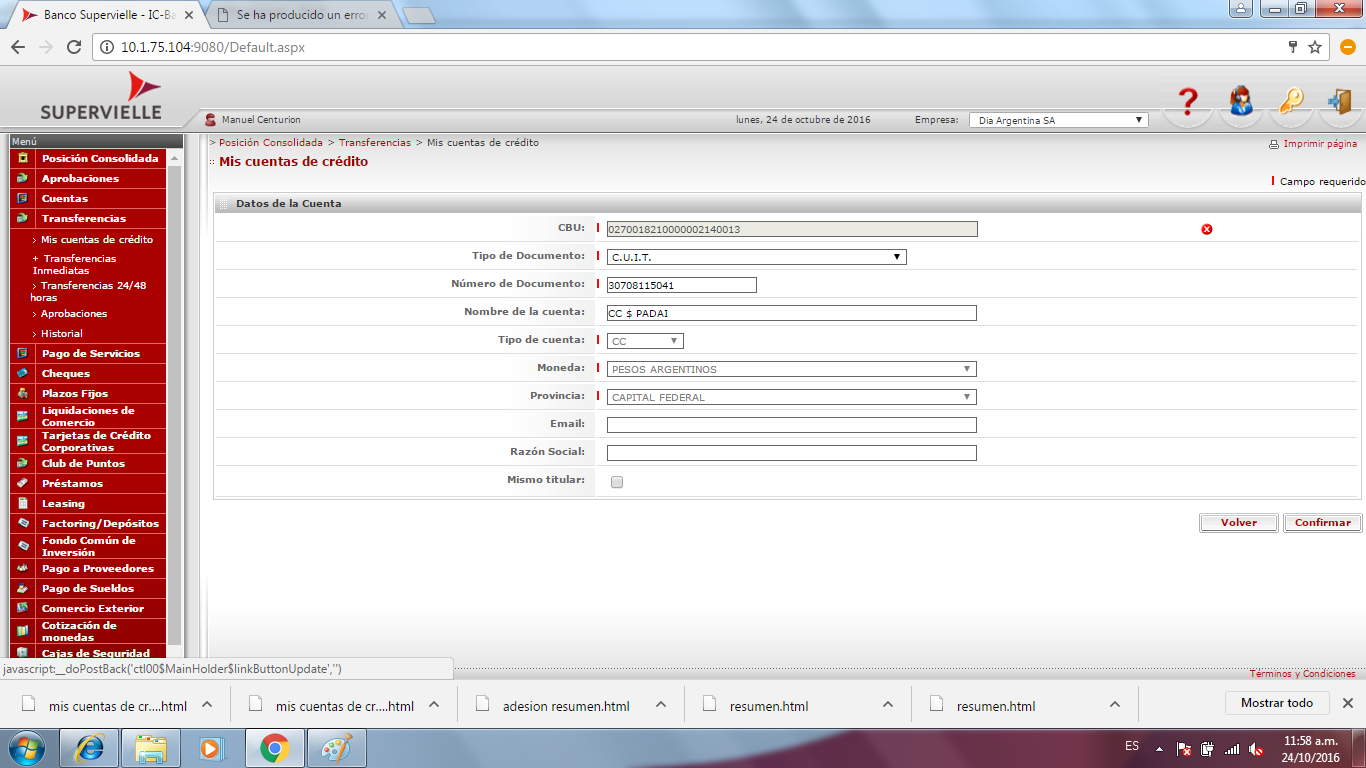 Banco Supervielle - IC-Ba
Se ha producido un erro
10.1.75.104:9080/Default.aspx
SUPERVIELLE
Manuel Centurion
lunes, 24 de octubre de 2016
Empresa:
Dia Argentina SA
Menú
Posición Consolidada
Aprobaciones
Cuentas
Transferencias
› Mis cuentas de crédito
+ Transferencias
Inmediatas
› Transferencias 24/48
horas
› Aprobaciones
› Historial
Pago de Servicios
Cheques
Plazos Fijos
Liquidaciones de
Comercio
Tarjetas de Crédito
Corporativas
Club de Puntos
Préstamos
Leasing
Factoring/Depósitos
Fondo Común de
Inversión
Pago a Proveedores
Pago de Sueldos
Comercio Exterior
Cotización de
monedas
Cajas de Seguridad
> Posición Consolidada > Transferencias > Mis cuentas de crédito
Imprimir página
Mis cuentas de crédito
Campo requerido
Datos de la Cuenta
CBU: 0270018210000002140013
Tipo de Documento: C.U.I.T.
Número de Documento: 30708115041
Nombre de la cuenta: CC $ PADAI
Tipo de cuenta: CC
Moneda: PESOS ARGENTINOS
Provincia: CAPITAL FEDERAL
Email:
Razón Social:
Mismo titular:
Volver
Confirmar
javascript:__doPostBack('ctl00$MainHolder$linkButtonUpdate','')
Términos y Condiciones
mis cuentas de cr....html
mis cuentas de cr....html
adesion resumen.html
resumen.html
resumen.html
Mostrar todo
ES
11:58 a.m.
24/10/2016